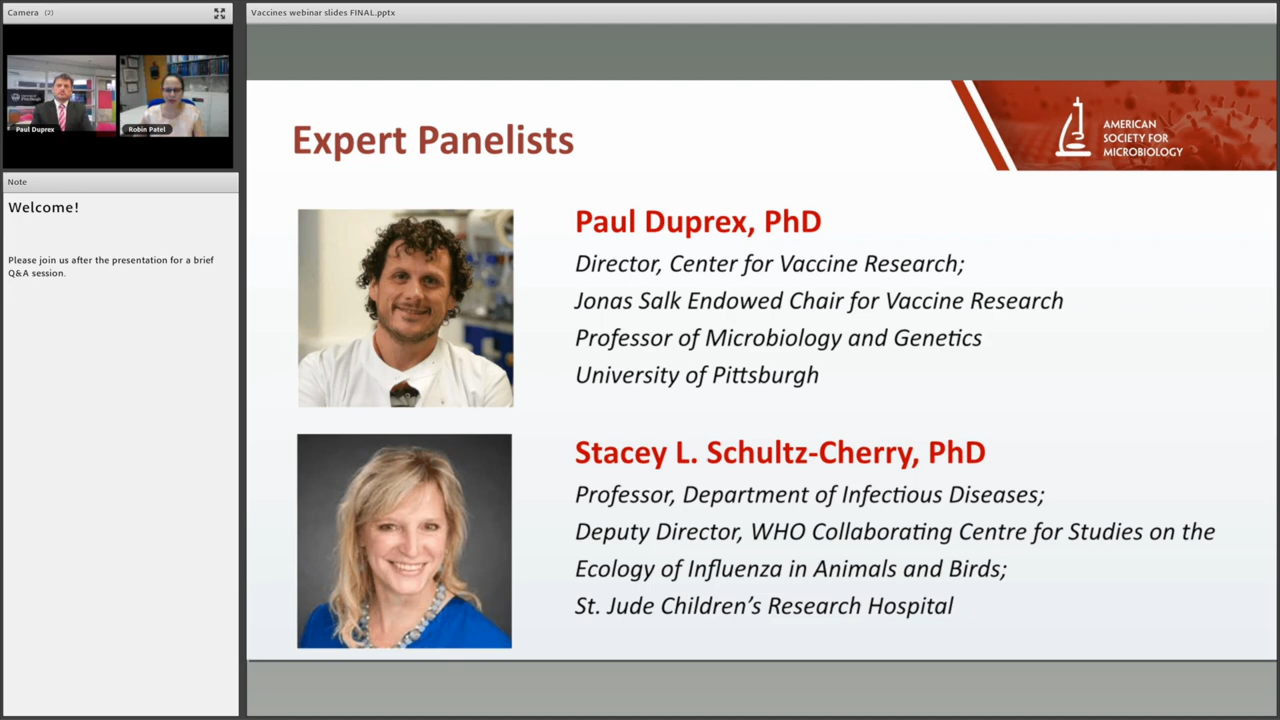 Camera (2)
Paul Duprex
Robin Patel
Note
Welcome!
Please join us after the presentation for a brief
Q&A session.
Vaccines webinar slides FINAL.pptx
AMERICAN
SOCIETY FOR
MICROBIOLOGY
Expert Panelists
Paul Duprex, PhD
Director, Center for Vaccine Research;
Jonas Salk Endowed Chair for Vaccine Research
Professor of Microbiology and Genetics
University of Pittsburgh
Stacey L. Schultz-Cherry, PhD
Professor, Department of Infectious Diseases;
Deputy Director, WHO Collaborating Centre for Studies on the
Ecology of Influenza in Animals and Birds;
St. Jude Children’s Research Hospital